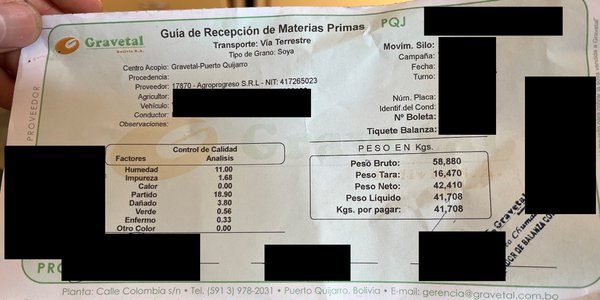 Gravetal
Bolivia S.A.
Guía de Recepción de Materias Primas
PQJ
Transporte: Vía Terrestre
Tipo de Grano: Soya
Centro Acopio: Gravetal-Puerto Quijarro
Procedencia:
Proveedor: 17870 - Agroprogreso S.R.L - NIT: 417265023
Agricultor:
Vehículo:
Conductor:
Observaciones:
Movim. Silo:
Campaña:
Fecha:
Turno:
Núm. Placa:
Identif.del Cond:
Nº Boleta:
Tiquete Balanza:
PROVEEDOR
Control de Calidad
Factores Analisis
Humedad 11.00
Impureza 1.68
Calor 0.00
Partido 18.90
Dañado 3.80
Verde 0.56
Enfermo 0.33
Otro Color 0.00
PESO EN Kgs.
Peso Bruto: 58,880
Peso Tara: 16,470
Peso Neto: 42,410
Peso Líquido 41,708
Kgs. por pagar: 41,708
Gravetal
Planta: Calle Colombia s/n • Tel. (591 3) 978-2031 • Puerto Quijarro, Bolivia • E-mail: gerencia@gravetal.com.bo